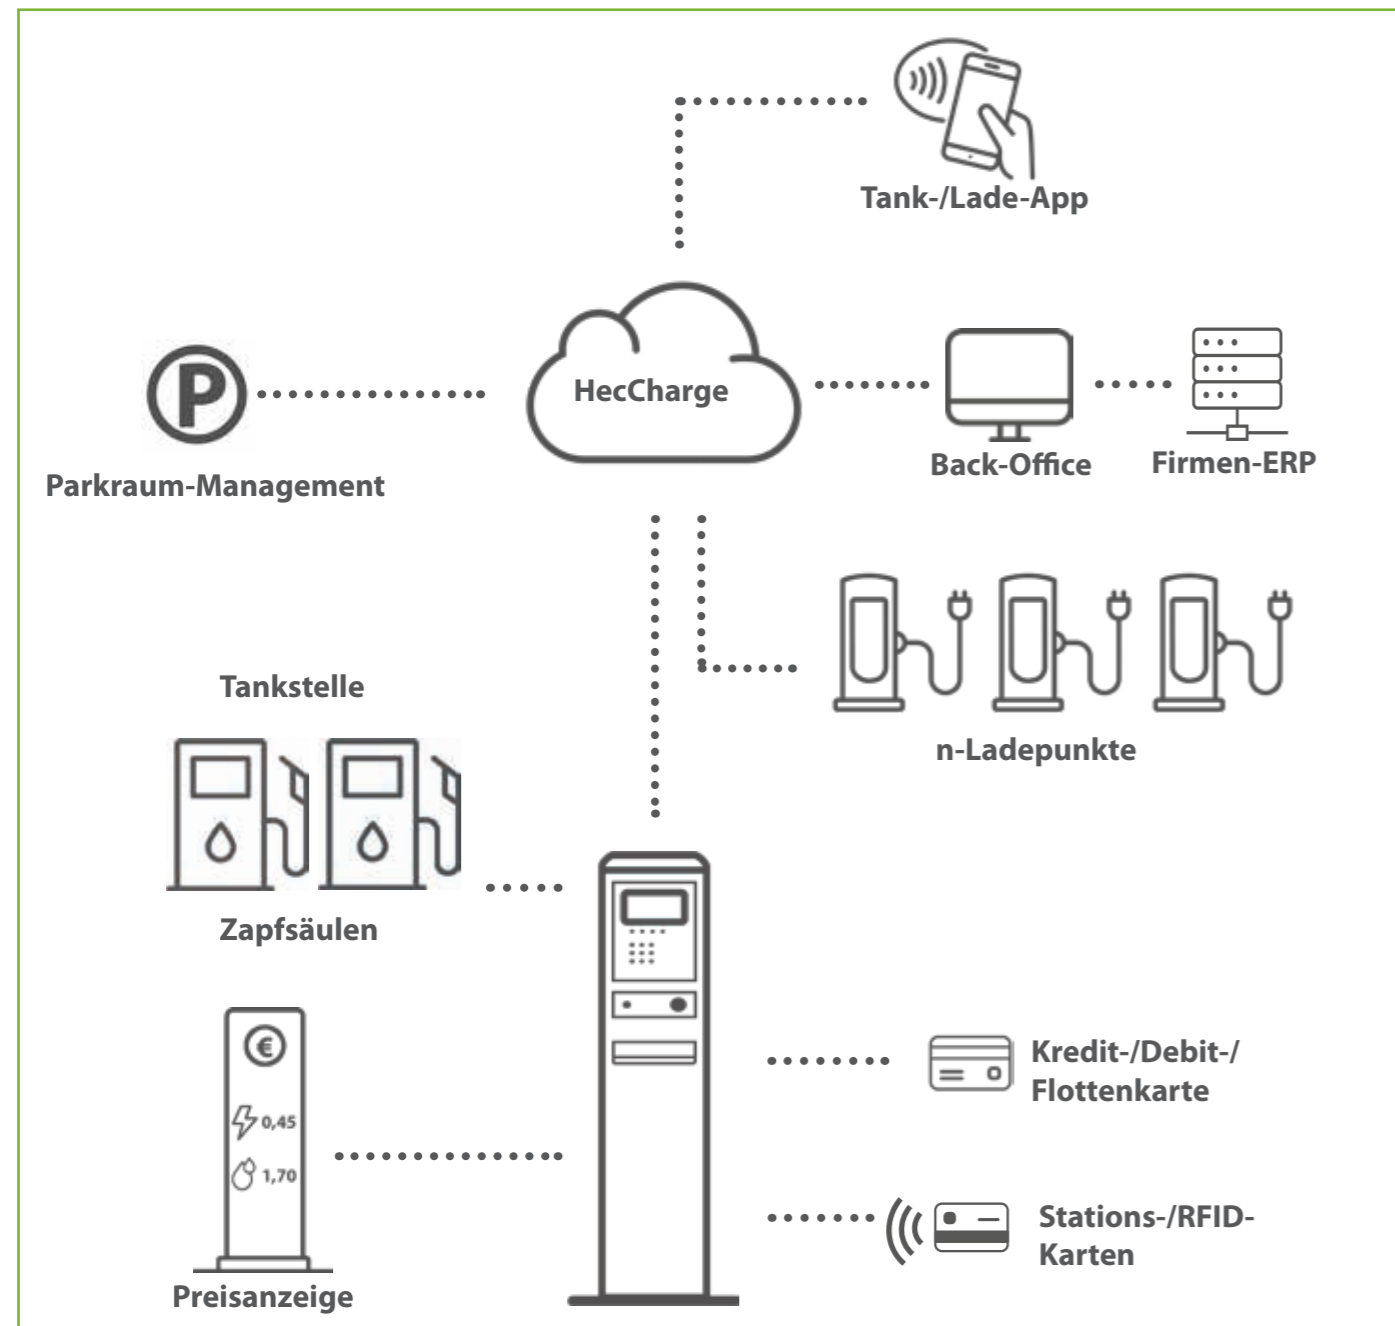 Tank-/Lade-App
P
HecCharge
Parkraum-Management
Back-Office
Firmen-ERP
Tankstelle
n-Ladepunkte
Zapfsäulen
€
0,45
1,70
Preisanzeige
Kredit-/Debit-/
Flottenkarte
Stations-/RFID-
Karten